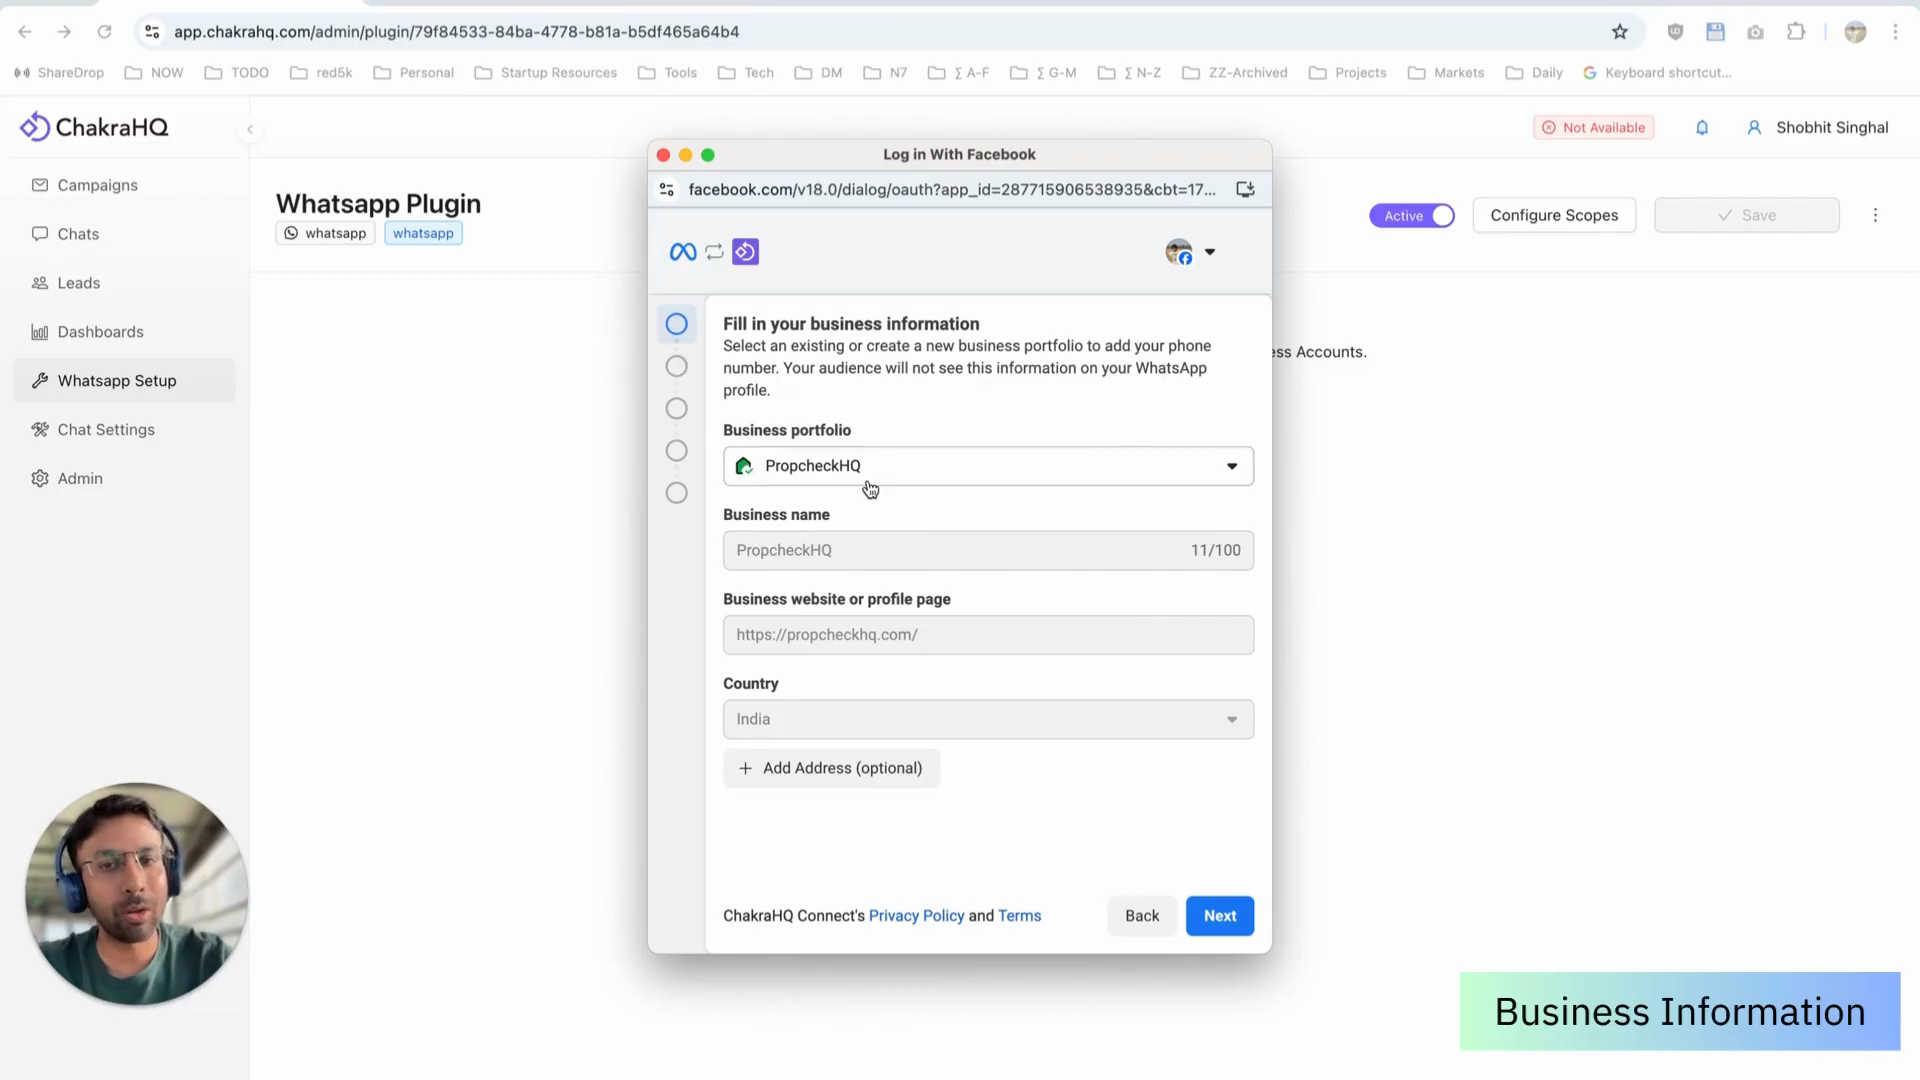 app.chakrahq.com/admin/plugin/79f84533-84ba-4778-b81a-b5df465a64b4
ShareDrop NOW TODO red5k Personal Startup Resources Tools Tech DM N7 Σ A-F Σ G-M Σ N-Z ZZ-Archived Projects Markets Daily Keyboard shortcut...
ChakraHQ
Not Available
Shobhit Singhal
Campaigns
Chats
Leads
Dashboards
Whatsapp Setup
Chat Settings
Admin
Whatsapp Plugin
whatsapp whatsapp
Active Configure Scopes Save
ess Accounts.
Log in With Facebook
facebook.com/v18.0/dialog/oauth?app_id=287715906538935&cbt=17...
Fill in your business information
Select an existing or create a new business portfolio to add your phone
number. Your audience will not see this information on your WhatsApp
profile.
Business portfolio
PropcheckHQ
Business name
PropcheckHQ 11/100
Business website or profile page
https://propcheckhq.com/
Country
India
+ Add Address (optional)
ChakraHQ Connect's Privacy Policy and Terms
Back Next
Business Information